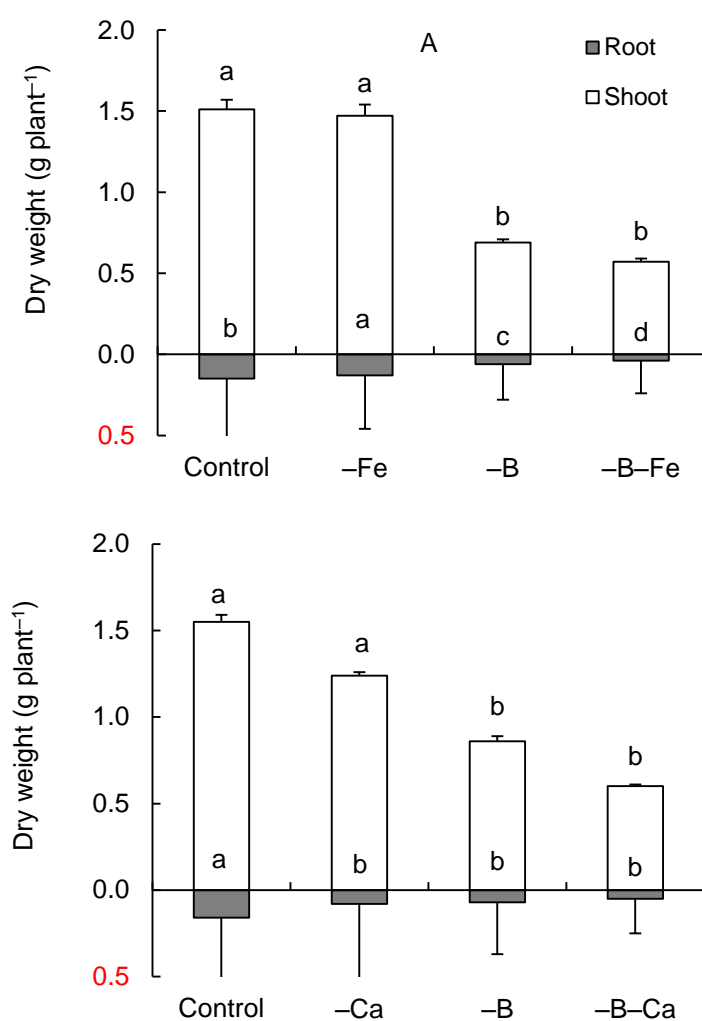 2.0
A
Root
a
a
Shoot
1.5
Dry weight (g plant⁻¹)
1.0
b
b
0.5
b
a
c
d
0.0
0.5
Control
–Fe
–B
–B–Fe
2.0
a
a
1.5
Dry weight (g plant⁻¹)
b
1.0
b
0.5
a
b
b
b
0.0
0.5
Control
–Ca
–B
–B–Ca